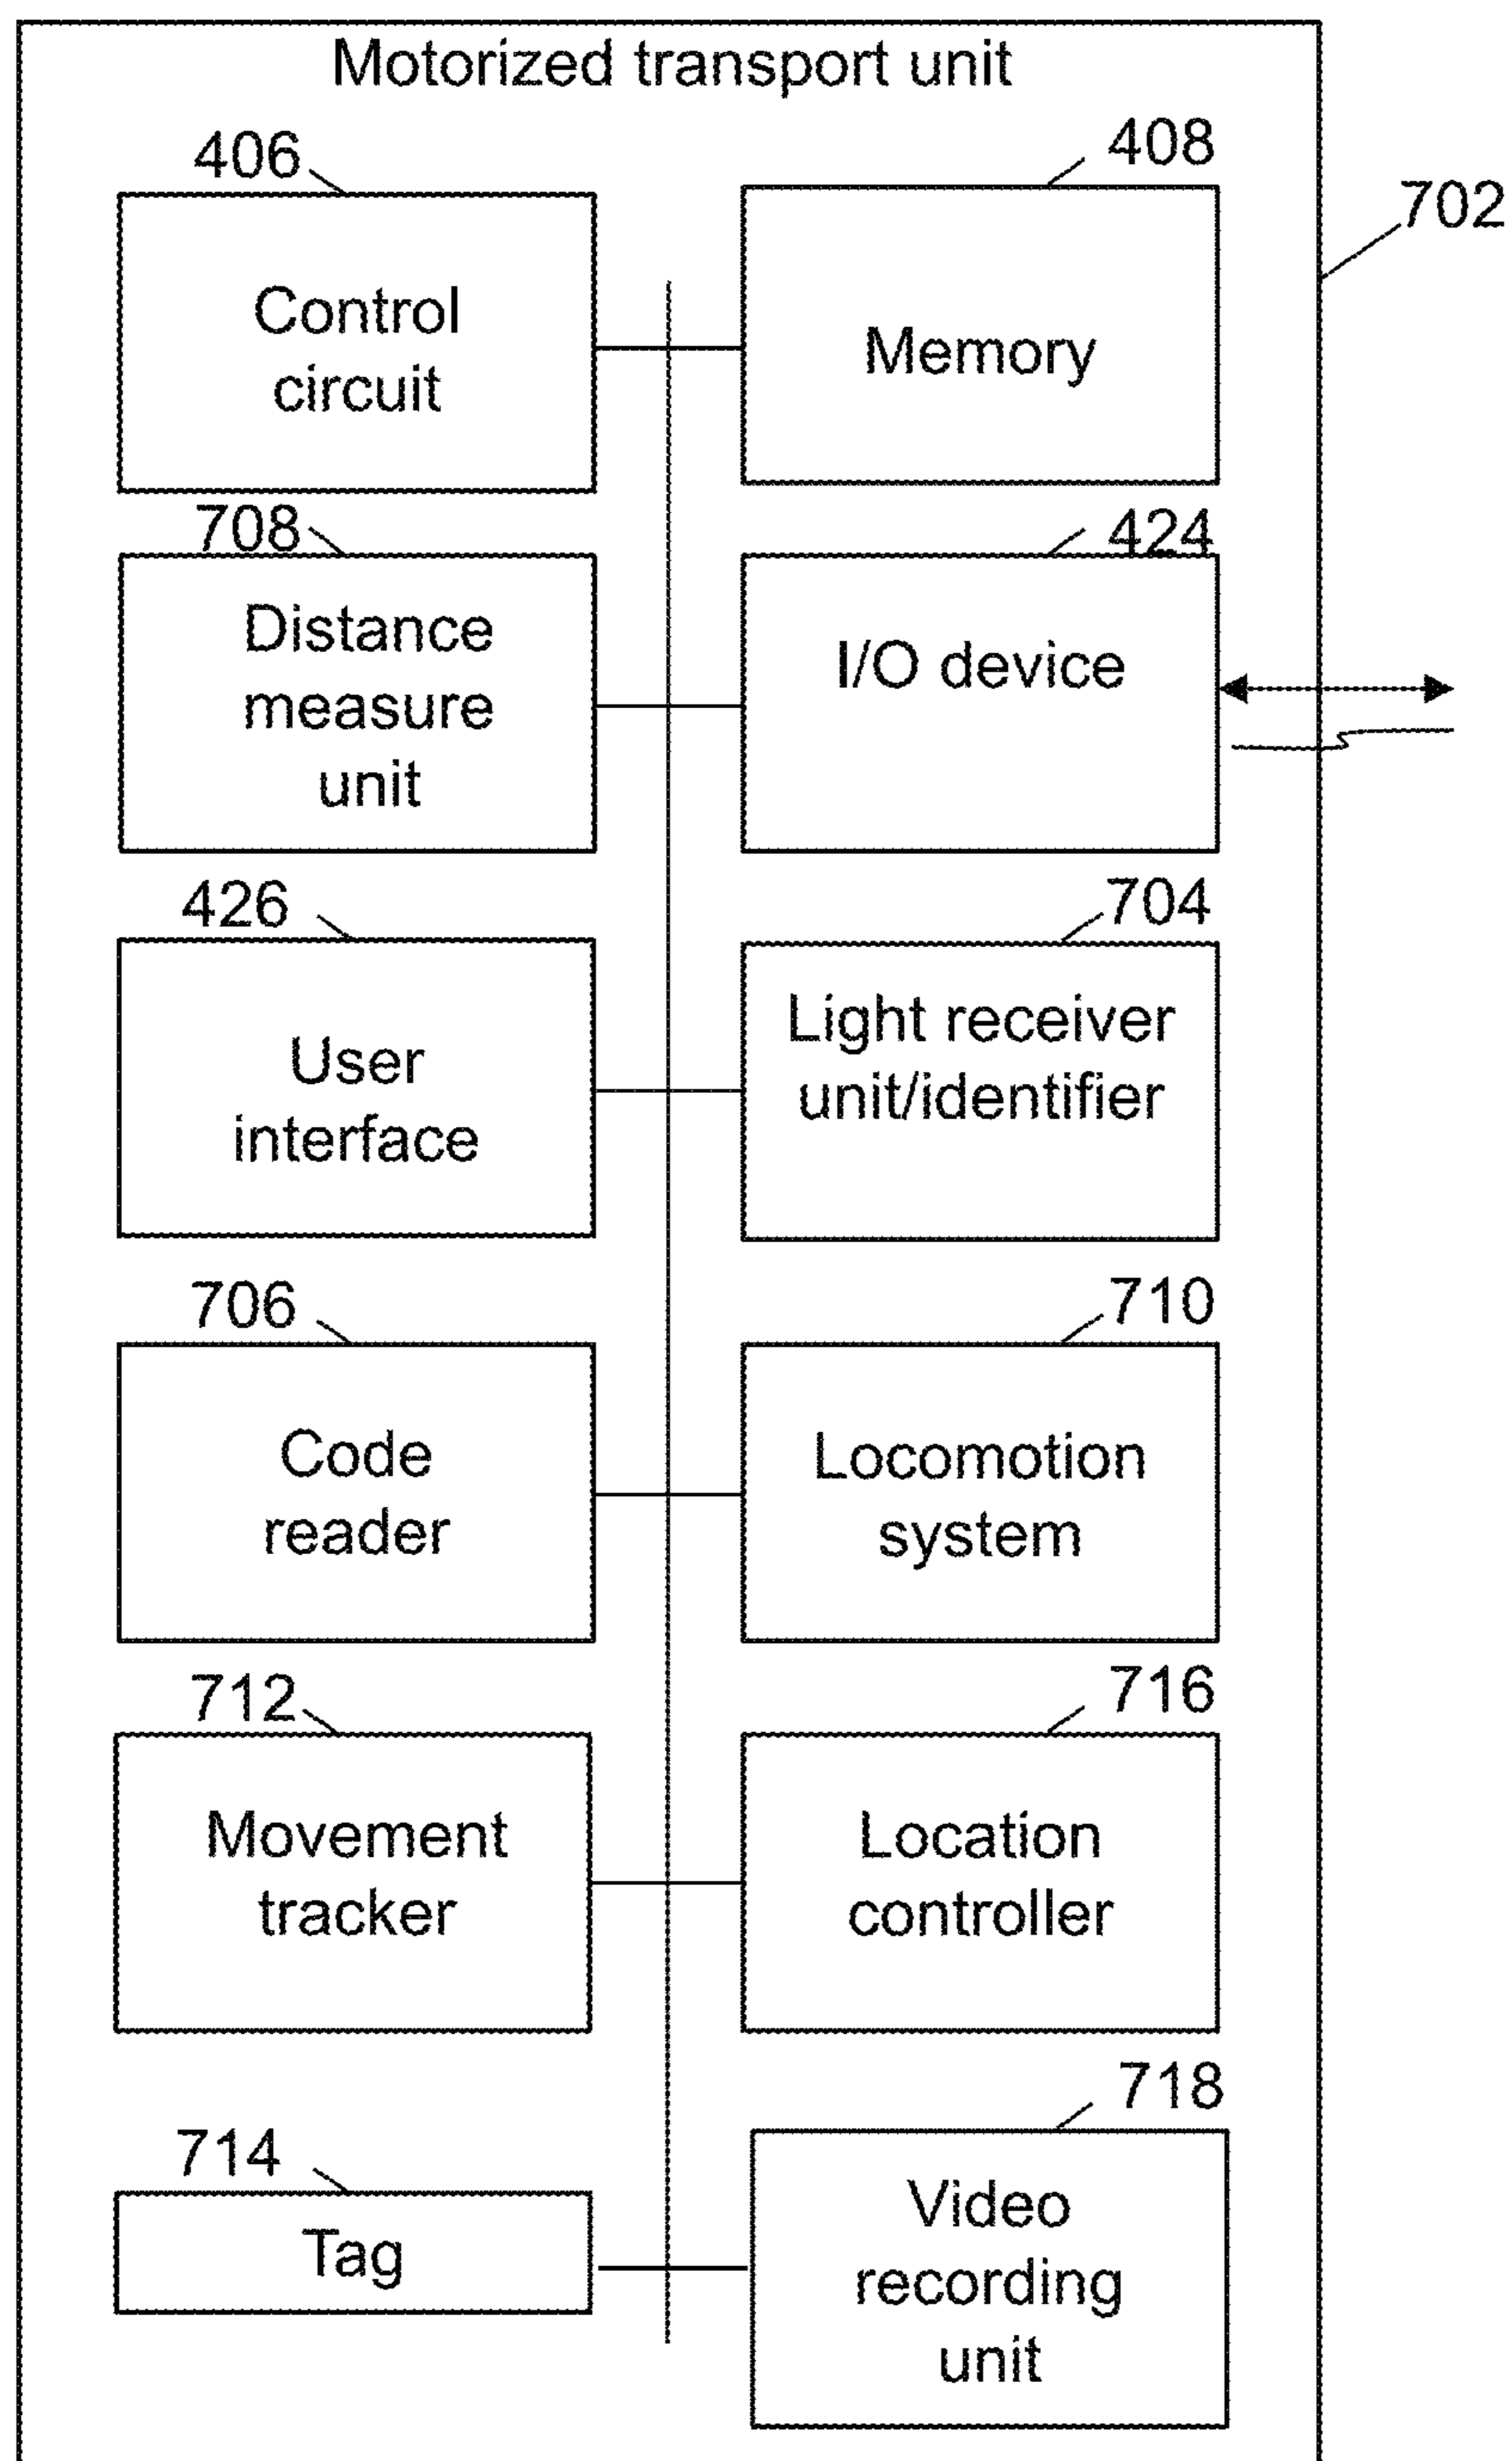 Motorized transport unit
406
408
702
Control
circuit
Memory
708
424
Distance
measure
unit
I/O device
426
704
User
interface
Light receiver
unit/identifier
706
710
Code
reader
Locomotion
system
712
716
Movement
tracker
Location
controller
714
718
Tag
Video
recording
unit